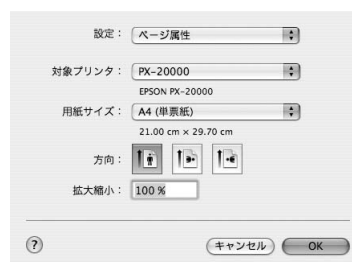 設定： ページ属性
対象プリンタ： PX-20000
EPSON PX-20000
用紙サイズ： A4 (単票紙)
21.00 cm × 29.70 cm
方向：
拡大縮小： 100 %
? キャンセル OK